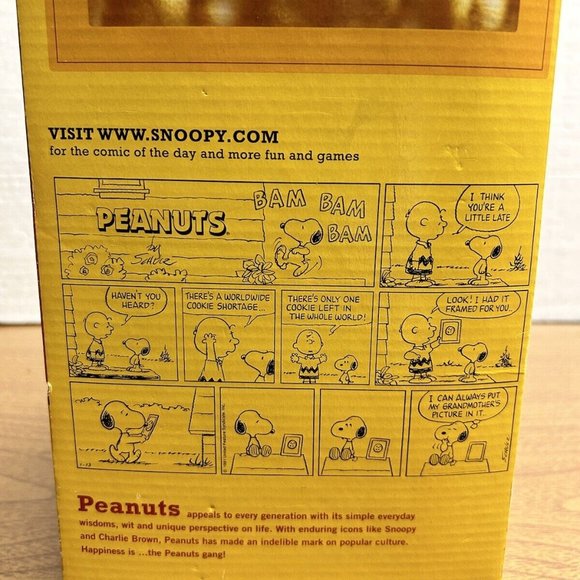 VISIT WWW.SNOOPY.COM
for the comic of the day and more fun and games
PEANUTS
by
SCHULZ
BAM BAM
BAM
I THINK
YOU'RE A
LITTLE LATE
HAVEN'T YOU
HEARD?
THERE'S A WORLDWIDE
COOKIE SHORTAGE...
THERE'S ONLY ONE
COOKIE LEFT IN
THE WHOLE WORLD!
LOOK! I HAD IT
FRAMED FOR YOU..
I CAN ALWAYS PUT
MY GRANDMOTHER'S
PICTURE IN IT..
Peanuts appeals to every generation with its simple everyday
wisdoms, wit and unique perspective on life. With enduring icons like Snoopy
and Charlie Brown, Peanuts has made an indelible mark on popular culture.
Happiness is ...the Peanuts gang!